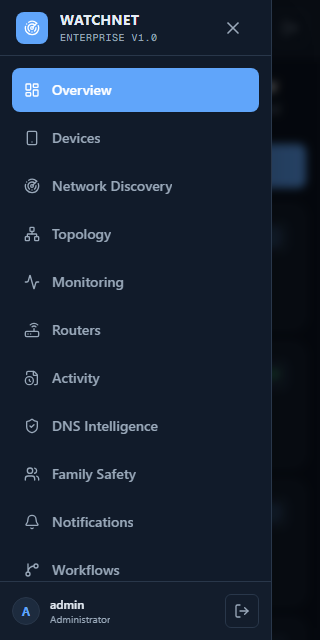 WATCHNET
ENTERPRISE V1.0
Overview
Devices
Network Discovery
Topology
Monitoring
Routers
Activity
DNS Intelligence
Family Safety
Notifications
Workflows
A
admin
Administrator